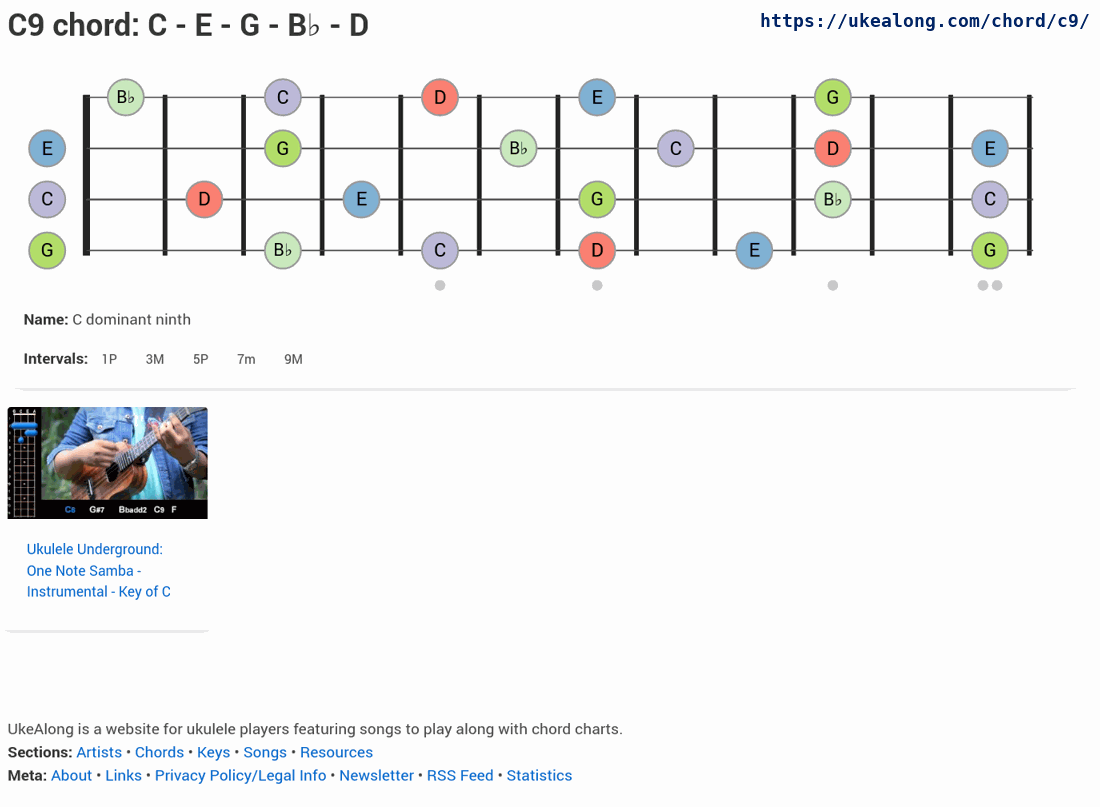 C9 chord: C - E - G - B♭ - D
https://ukealong.com/chord/c9/
B♭ C D E G
E G B♭ C D E
C D E G B♭ C
G B♭ C D E G
Name: C dominant ninth
Intervals: 1P 3M 5P 7m 9M
G#7 Bbadd2 C9 F
Ukulele Underground:
One Note Samba -
Instrumental - Key of C
UkeAlong is a website for ukulele players featuring songs to play along with chord charts.
Sections: Artists • Chords • Keys • Songs • Resources
Meta: About • Links • Privacy Policy/Legal Info • Newsletter • RSS Feed • Statistics